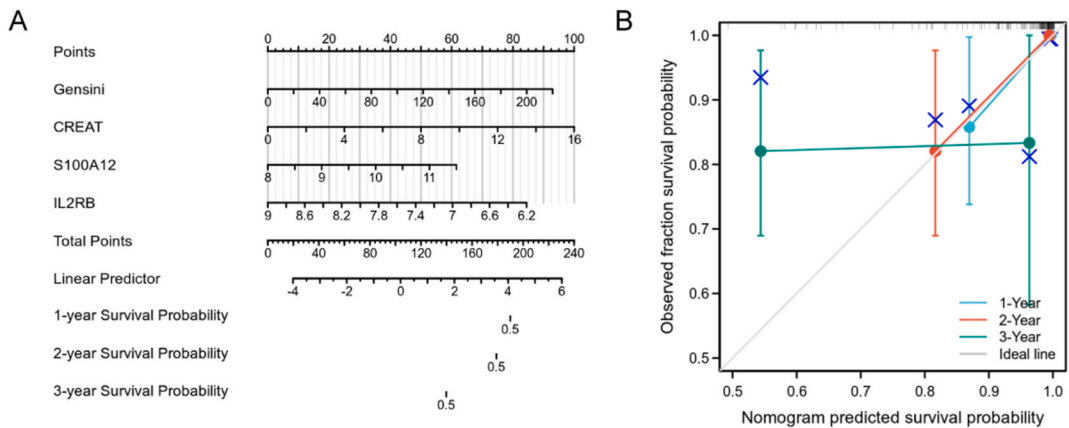 A
Points
0 20 40 60 80 100
Gensini
0 40 80 120 160 200
CREAT
0 4 8 12 16
S100A12
8 9 10 11
IL2RB
9 8.6 8.2 7.8 7.4 7 6.6 6.2
Total Points
0 40 80 120 160 200 240
Linear Predictor
-4 -2 0 2 4 6
1-year Survival Probability
0.5
2-year Survival Probability
0.5
3-year Survival Probability
0.5
B
Observed fraction survival probability
1.0
0.9
0.8
0.7
0.6
0.5
1-Year
2-Year
3-Year
Ideal line
0.5 0.6 0.7 0.8 0.9 1.0
Nomogram predicted survival probability